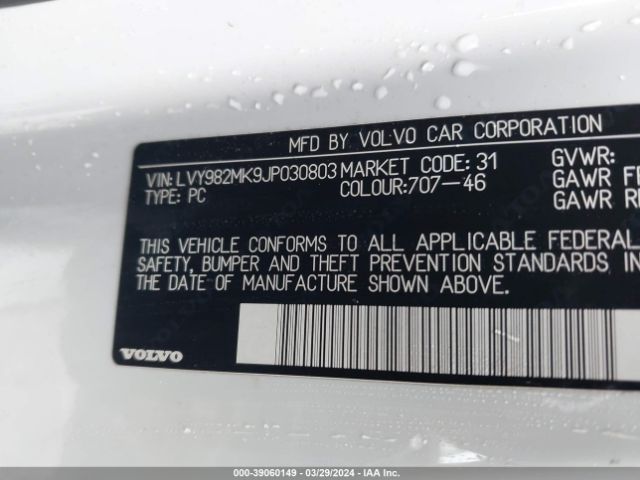 MFD BY VOLVO CAR CORPORATION
VIN: LVY982MK9JP030803 MARKET CODE: 31 GVWR:
TYPE: PC COLOUR:707-46 GAWR
GAWR
THIS VEHICLE CONFORMS TO ALL APPLICABLE FEDERAL
SAFETY, BUMPER AND THEFT PREVENTION STANDARDS IN
THE DATE OF MANUFACTURE SHOWN ABOVE.
VOLVO
000-39060149 | 03/29/2024 | IAA Inc.